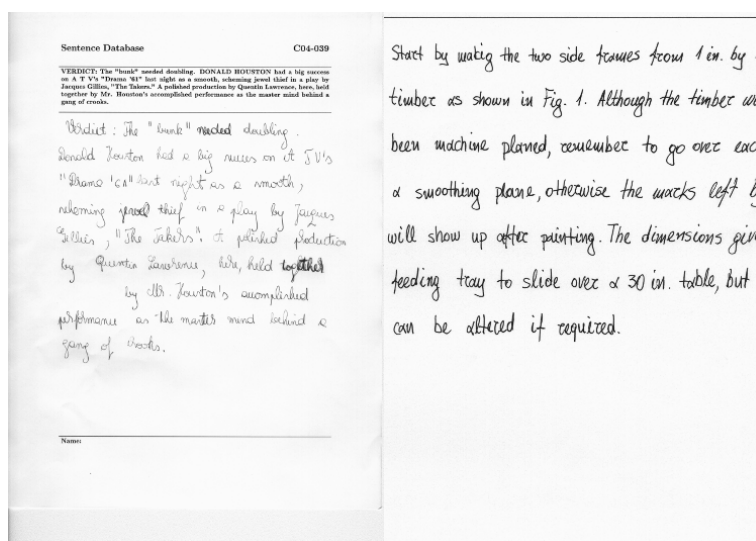 Sentence Database C04-039
VERDICT: The "bunk" needed doubling. DONALD HOUSTON had a big success
on A T V's "Drama '61" last night as a smooth, scheming jewel thief in a play by
Jacques Gillies, "The Takers." A polished production by Quentin Lawrence, here, held
together by Mr. Houston's accomplished performance as the master mind behind a
gang of crooks.
Verdict : The "bunk" needed doubling.
Donald Houston had a big succes on A TV's
"Drama '61" last night as a smooth,
scheming jewel thief in a play by Jacques
Gillies, "The Takers". A polished production
by Quentin Lawrence, here, held together
by Mr. Houston's accomplished
performance as the master mind behind a
gang of crooks.
Name:
Start by makig the two side frames from 1 in. by
timber as shown in Fig. 1. Although the timber
been machine planed, remember to go over
a smoothing plane, otherwise the marks left
will show up after painting. The dimensions
feeding tray to slide over a 30 in. table, but
can be altered if required.